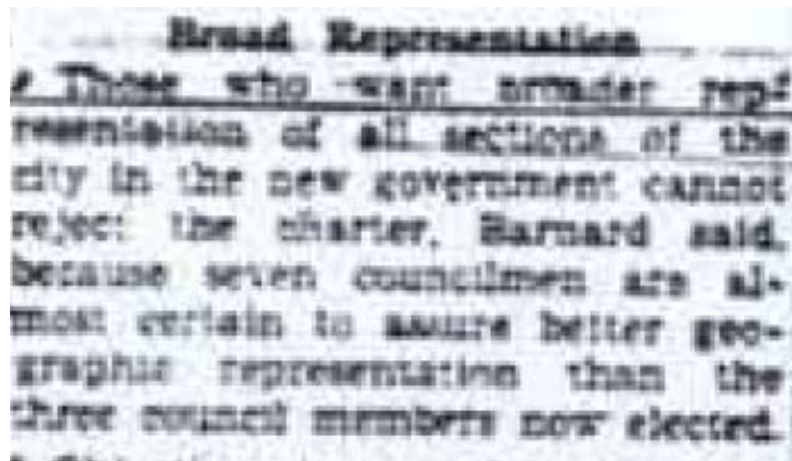 Broad Representation
Those who want broader rep-
resentation of all sections of the
city in the new government cannot
reject the charter, Barnard said,
because seven councilmen are al-
most certain to assure better geo-
graphic representation than the
three council members now elected.